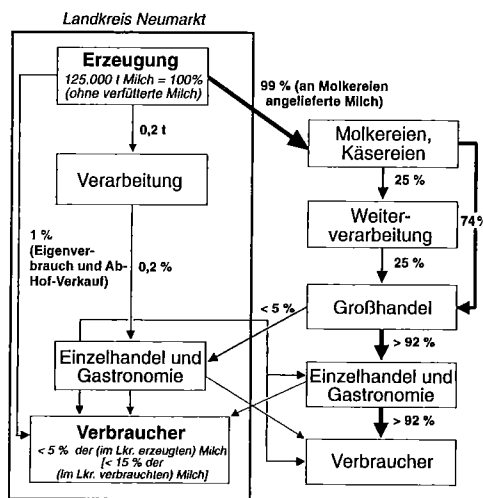 Landkreis Neumarkt
Erzeugung
125.000 t Milch = 100%
(ohne verfütterte Milch)
99 % (an Molkereien
angelieferte Milch)
0,2 t
Molkereien,
Käsereien
Verarbeitung
25 %
74 %
Weiter-
verarbeitung
1 %
(Eigenver-
brauch und Ab-
Hof-Verkauf)
0,2 %
25 %
< 5 %
Großhandel
> 92 %
Einzelhandel und
Gastronomie
Einzelhandel und
Gastronomie
> 92 %
Verbraucher
< 5 % der (im Lkr. erzeugten) Milch
[< 15 % der
(im Lkr. verbrauchten) Milch]
Verbraucher